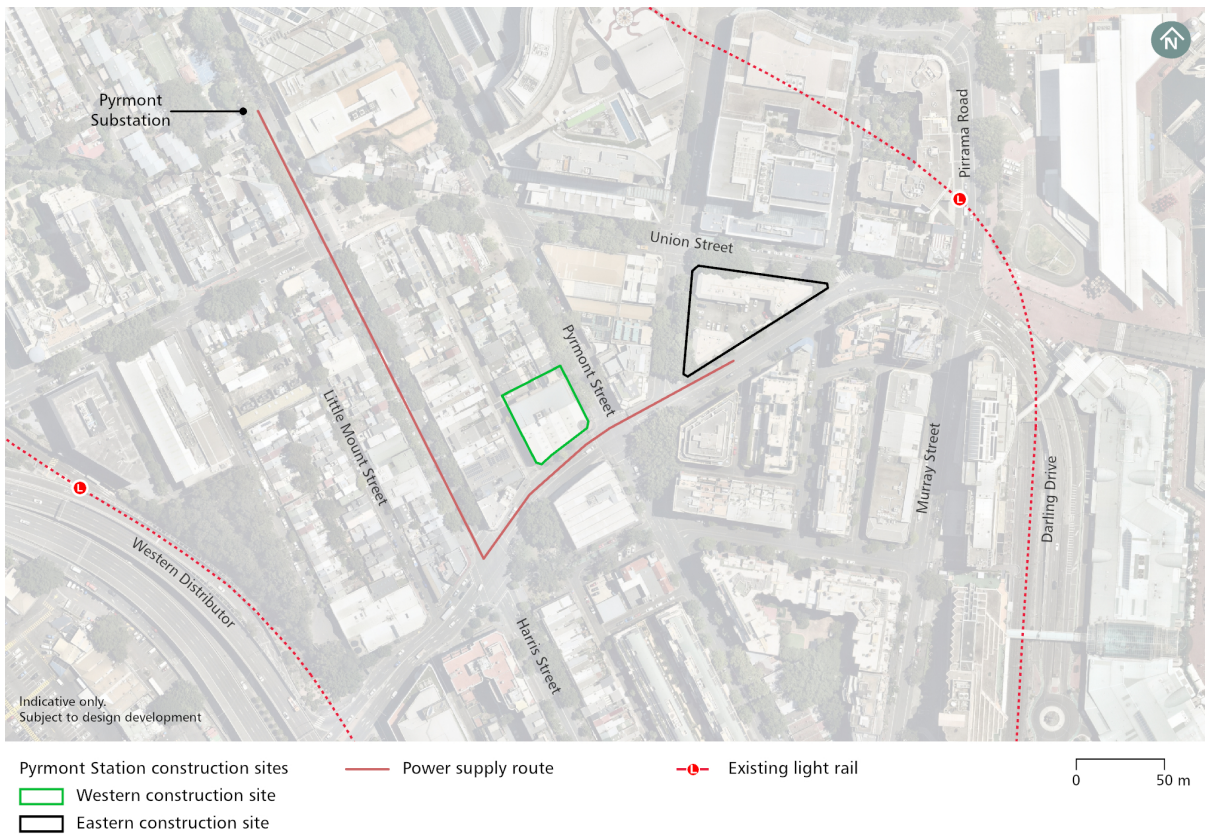 N
Pyrmont
Substation
Pirrama Road
Union Street
Pyrmont Street
Little Mount Street
Murray Street
Darling Drive
L
L
Western Distributor
Harris Street
Indicative only.
Subject to design development
Pyrmont Station construction sites
Western construction site
Eastern construction site
Power supply route
L
Existing light rail
0 50 m